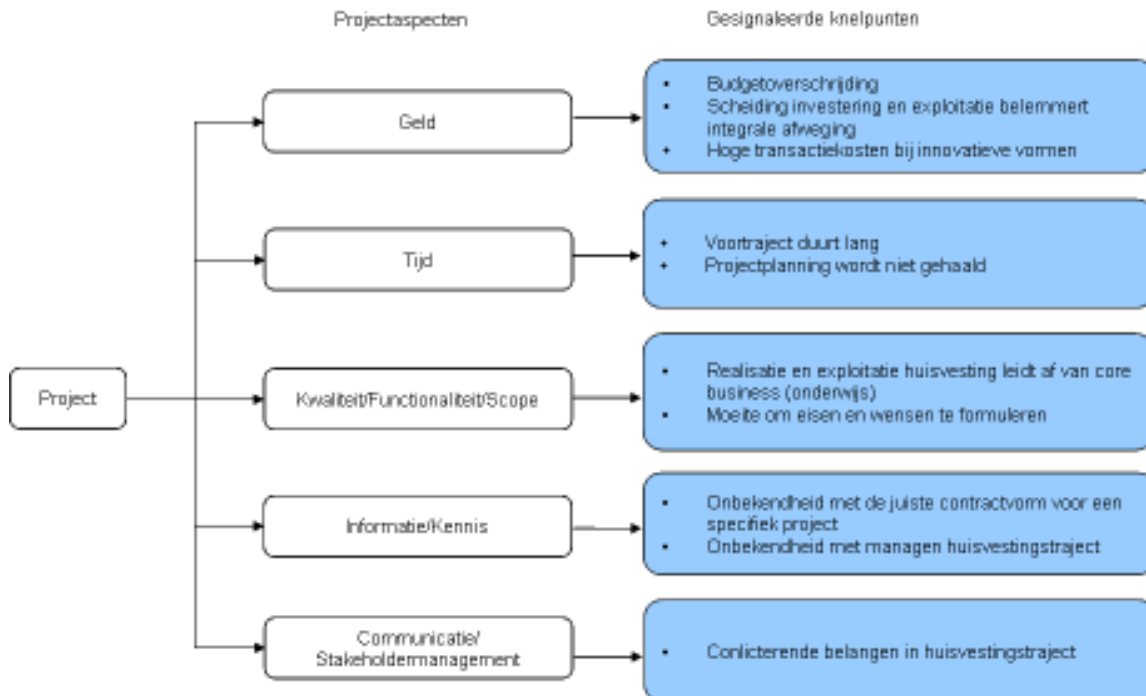 Projectaspecten
Gesignaleerde knelpunten
Geld
• Budgetoverschrijding
• Scheiding investering en exploitatie belemmert
integrale afweging
• Hoge transactiekosten bij innovatieve vormen
Tijd
• Voortraject duurt lang
• Projectplanning wordt niet gehaald
Project
Kwaliteit/Functionaliteit/Scope
• Realisatie en exploitatie huisvesting leidt af van core
business (onderwijs)
• Moeite om eisen en wensen te formuleren
Informatie/Kennis
• Onbekendheid met de juiste contractvorm voor een
specifiek project
• Onbekendheid met managen huisvestingstraject
Communicatie/
Stakeholdermanagement
• Conlicterende belangen in huisvestingstraject